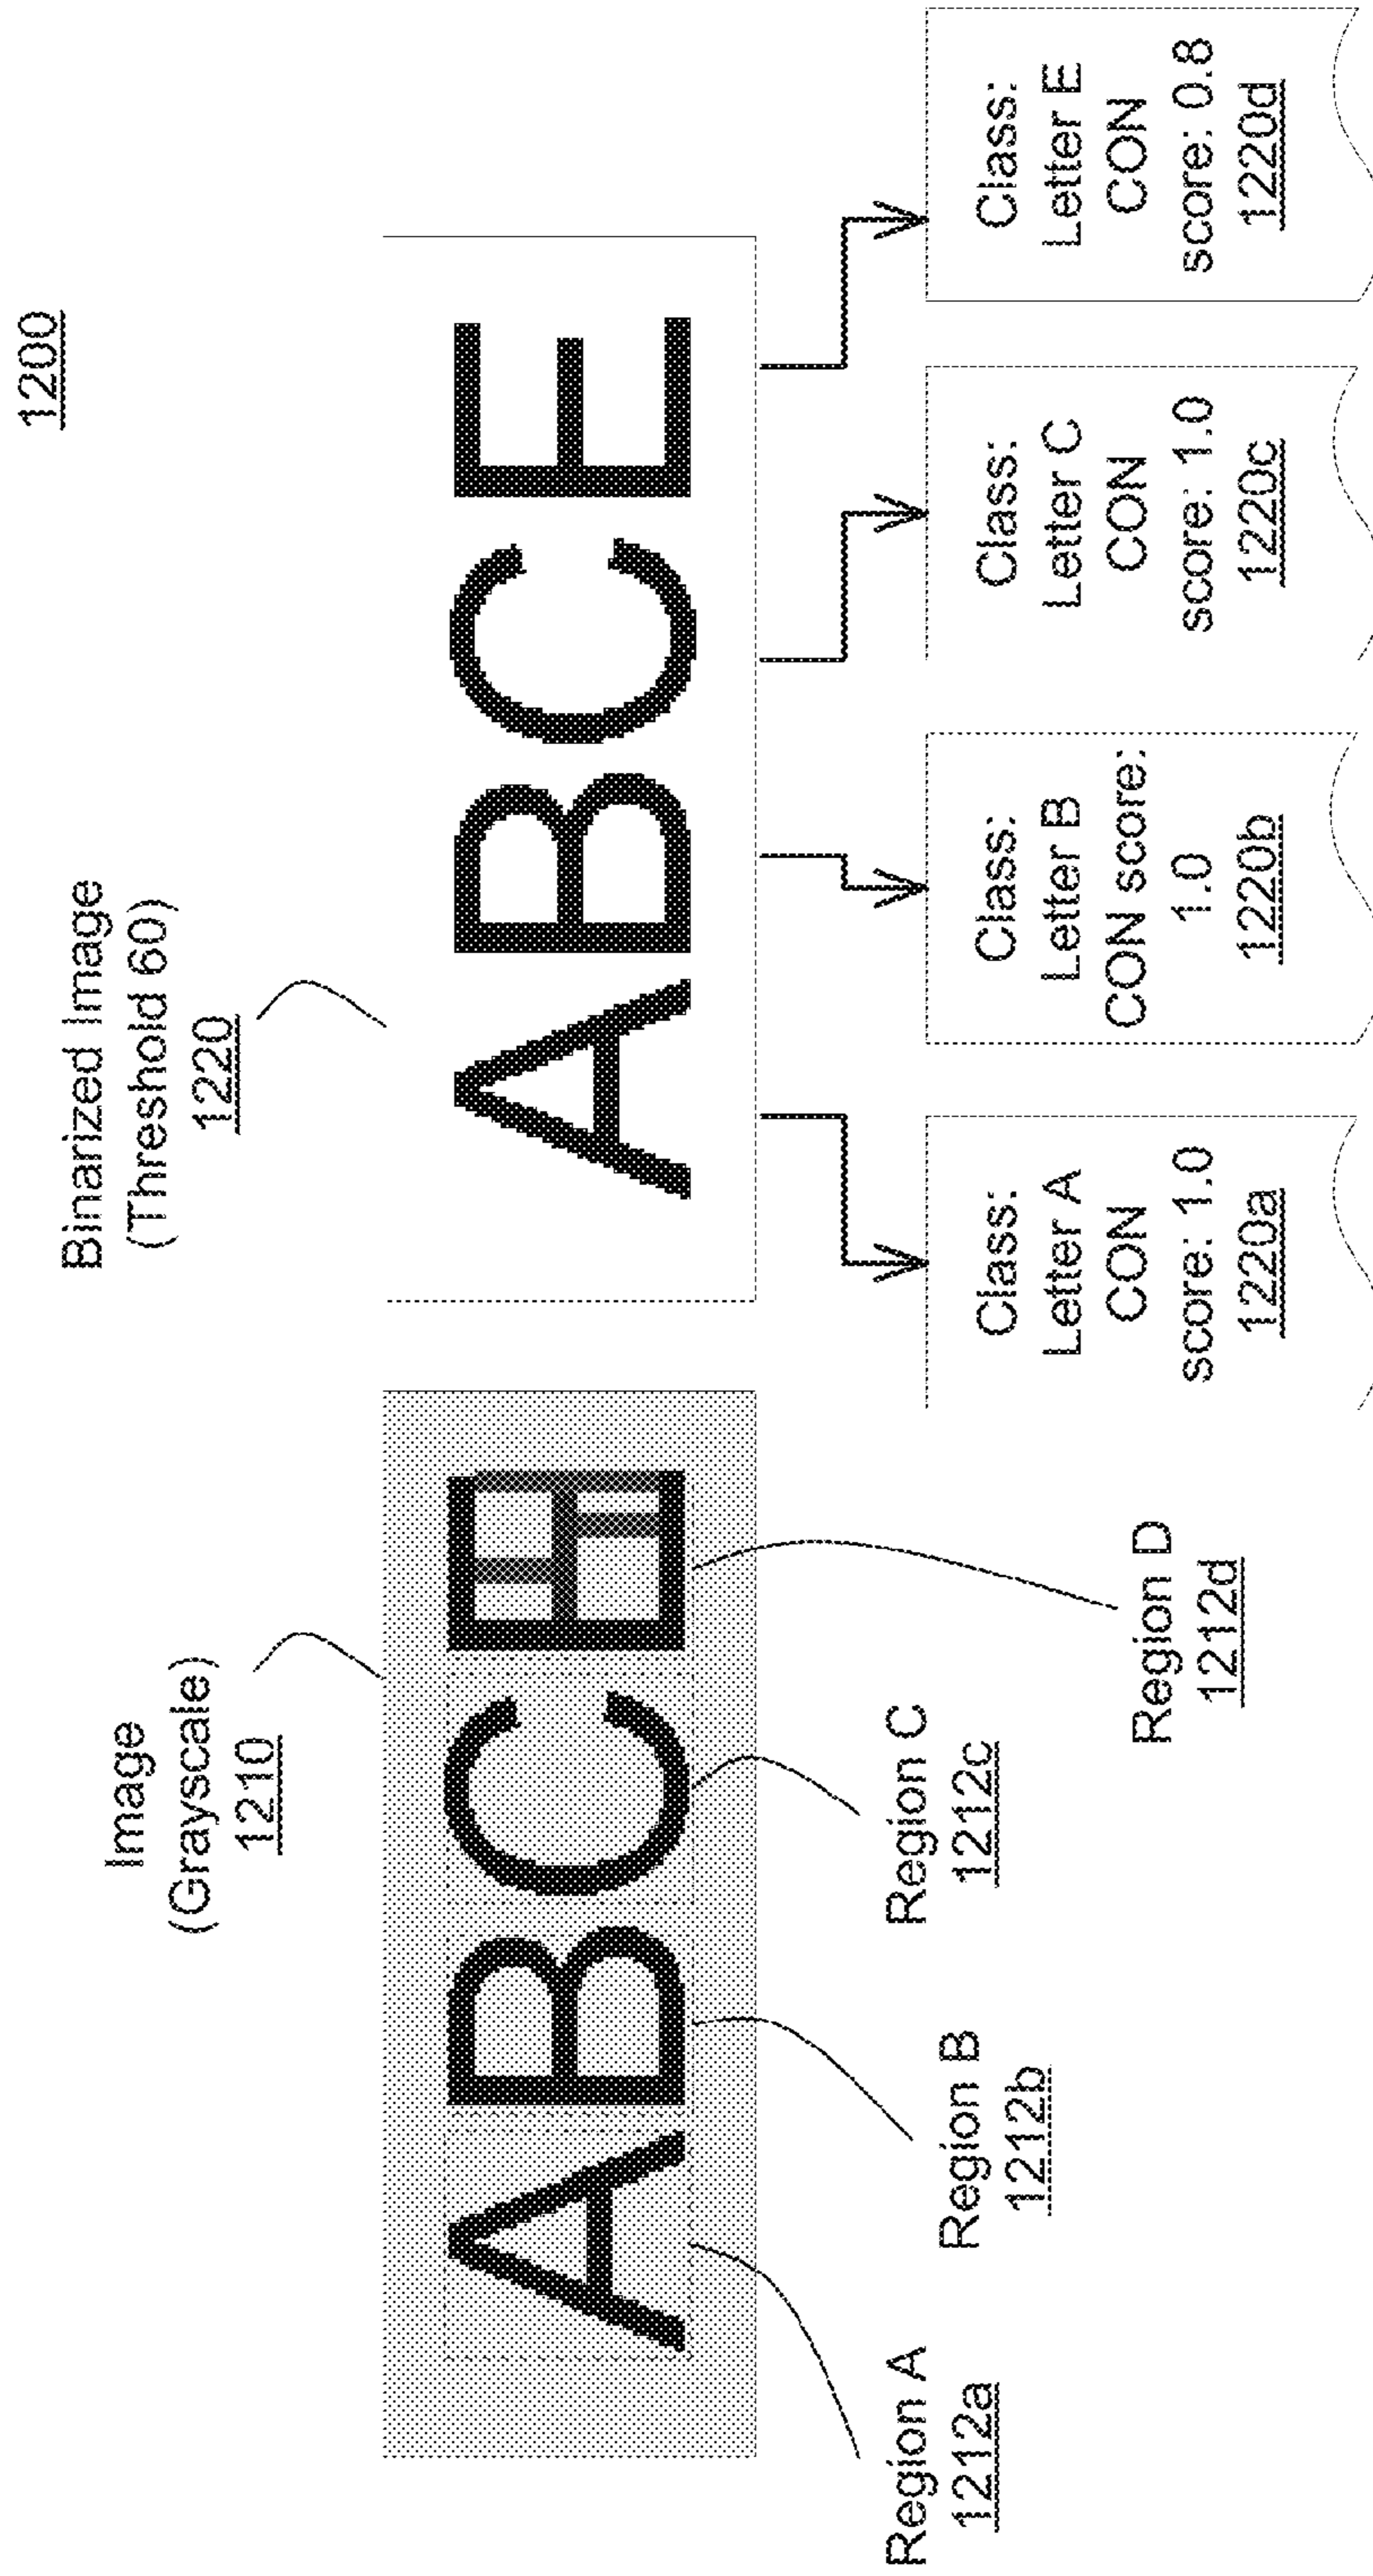 1200
Image
(Grayscale)
1210
Binarized Image
(Threshold 60)
1220
A B C E
A B C E
Region A
1212a
Region B
1212b
Region C
1212c
Region D
1212d
Class:
Letter A
CON
score: 1.0
1220a
Class:
Letter B
CON score:
1.0
1220b
Class:
Letter C
CON
score: 1.0
1220c
Class:
Letter E
CON
score: 0.8
1220d